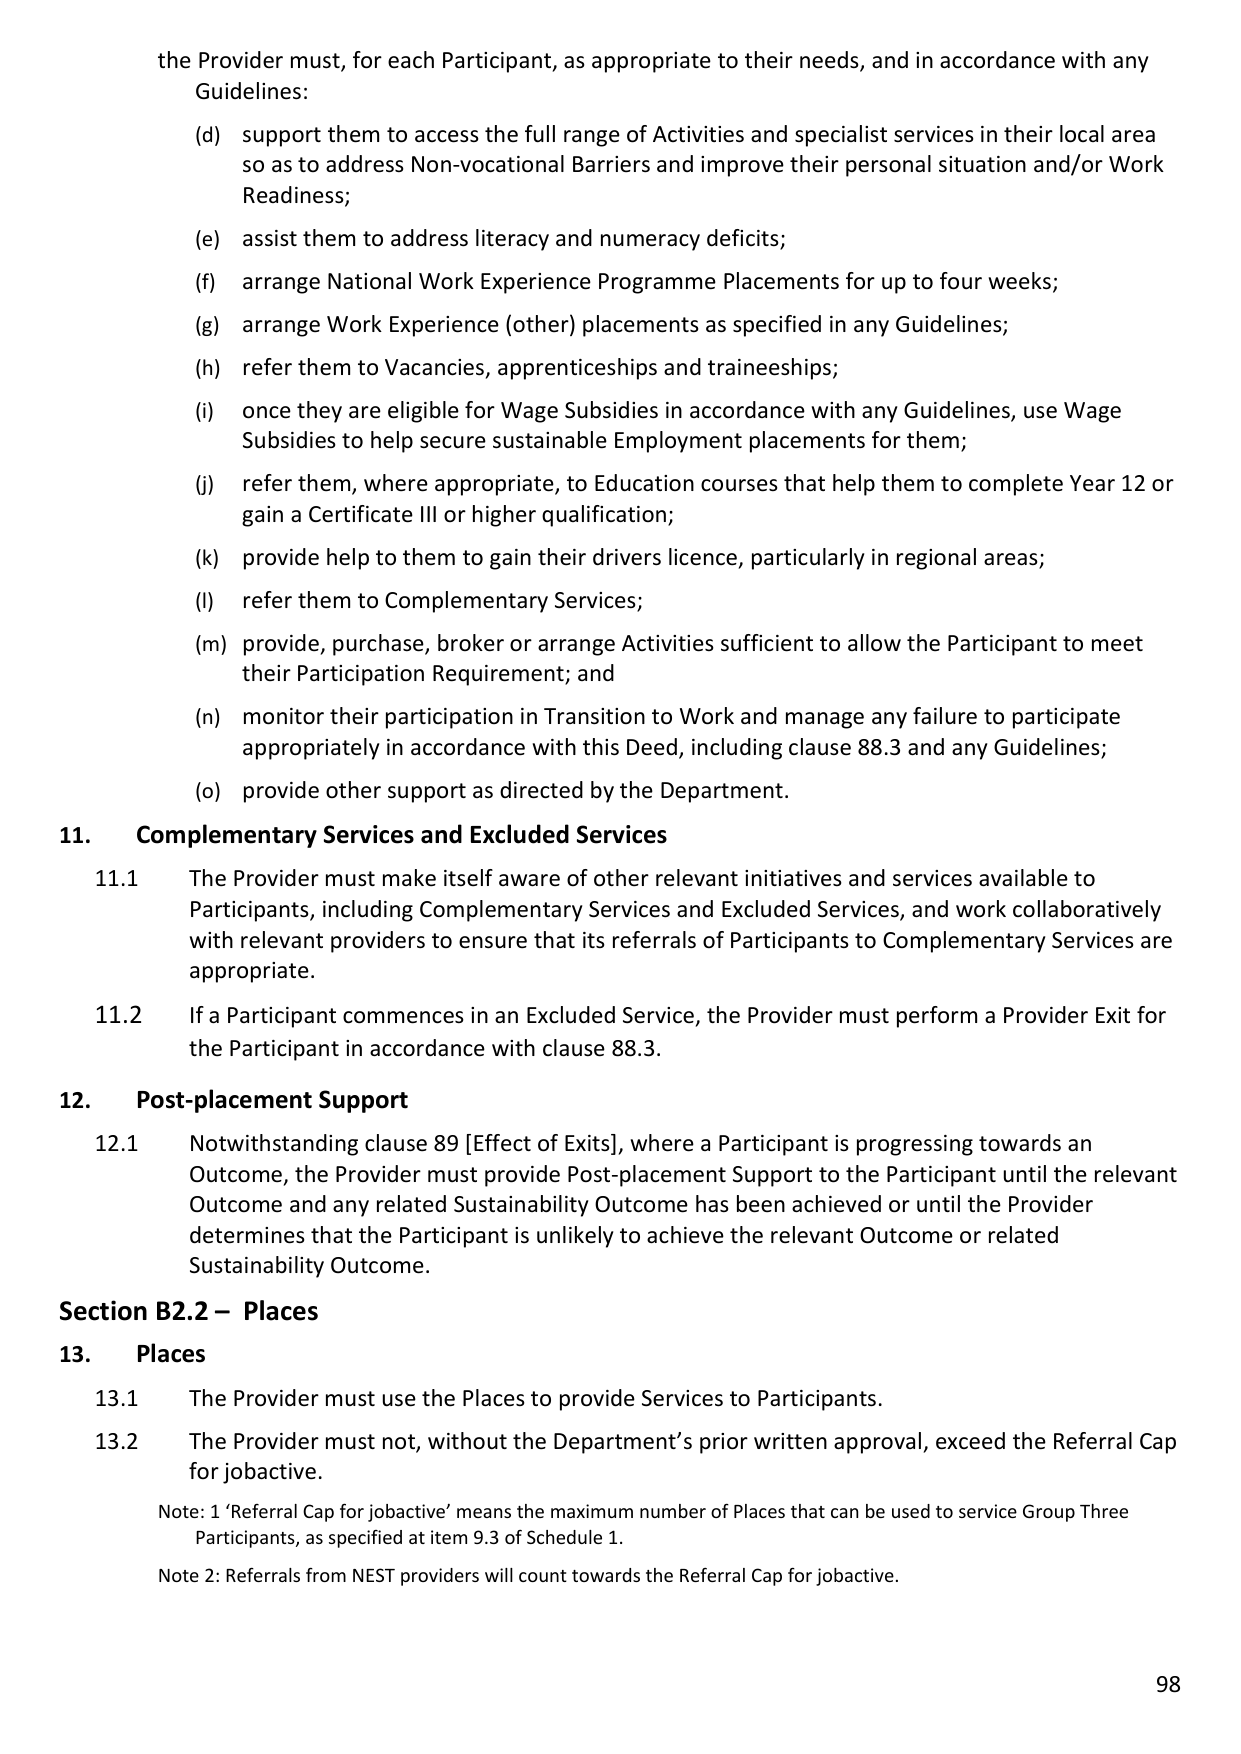 the Provider must, for each Participant, as appropriate to their needs, and in accordance with any
Guidelines:
(d) support them to access the full range of Activities and specialist services in their local area
so as to address Non-vocational Barriers and improve their personal situation and/or Work
Readiness;
(e) assist them to address literacy and numeracy deficits;
(f) arrange National Work Experience Programme Placements for up to four weeks;
(g) arrange Work Experience (other) placements as specified in any Guidelines;
(h) refer them to Vacancies, apprenticeships and traineeships;
(i) once they are eligible for Wage Subsidies in accordance with any Guidelines, use Wage
Subsidies to help secure sustainable Employment placements for them;
(j) refer them, where appropriate, to Education courses that help them to complete Year 12 or
gain a Certificate III or higher qualification;
(k) provide help to them to gain their drivers licence, particularly in regional areas;
(l) refer them to Complementary Services;
(m) provide, purchase, broker or arrange Activities sufficient to allow the Participant to meet
their Participation Requirement; and
(n) monitor their participation in Transition to Work and manage any failure to participate
appropriately in accordance with this Deed, including clause 88.3 and any Guidelines;
(o) provide other support as directed by the Department.
11. Complementary Services and Excluded Services
11.1 The Provider must make itself aware of other relevant initiatives and services available to
Participants, including Complementary Services and Excluded Services, and work collaboratively
with relevant providers to ensure that its referrals of Participants to Complementary Services are
appropriate.
11.2 If a Participant commences in an Excluded Service, the Provider must perform a Provider Exit for
the Participant in accordance with clause 88.3.
12. Post-placement Support
12.1 Notwithstanding clause 89 [Effect of Exits], where a Participant is progressing towards an
Outcome, the Provider must provide Post-placement Support to the Participant until the relevant
Outcome and any related Sustainability Outcome has been achieved or until the Provider
determines that the Participant is unlikely to achieve the relevant Outcome or related
Sustainability Outcome.
Section B2.2 – Places
13. Places
13.1 The Provider must use the Places to provide Services to Participants.
13.2 The Provider must not, without the Department’s prior written approval, exceed the Referral Cap
for jobactive.
Note: 1 ‘Referral Cap for jobactive’ means the maximum number of Places that can be used to service Group Three
Participants, as specified at item 9.3 of Schedule 1.
Note 2: Referrals from NEST providers will count towards the Referral Cap for jobactive.
98